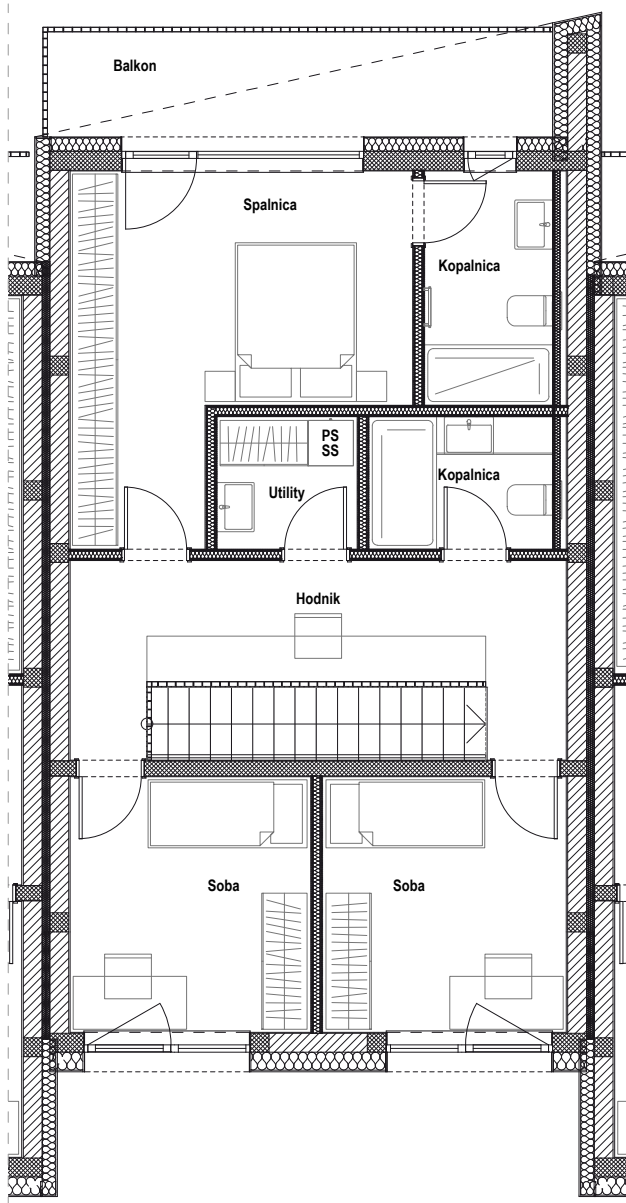 Balkon
Spalnica
Kopalnica
PS
SS
Utility
Kopalnica
Hodnik
Soba
Soba